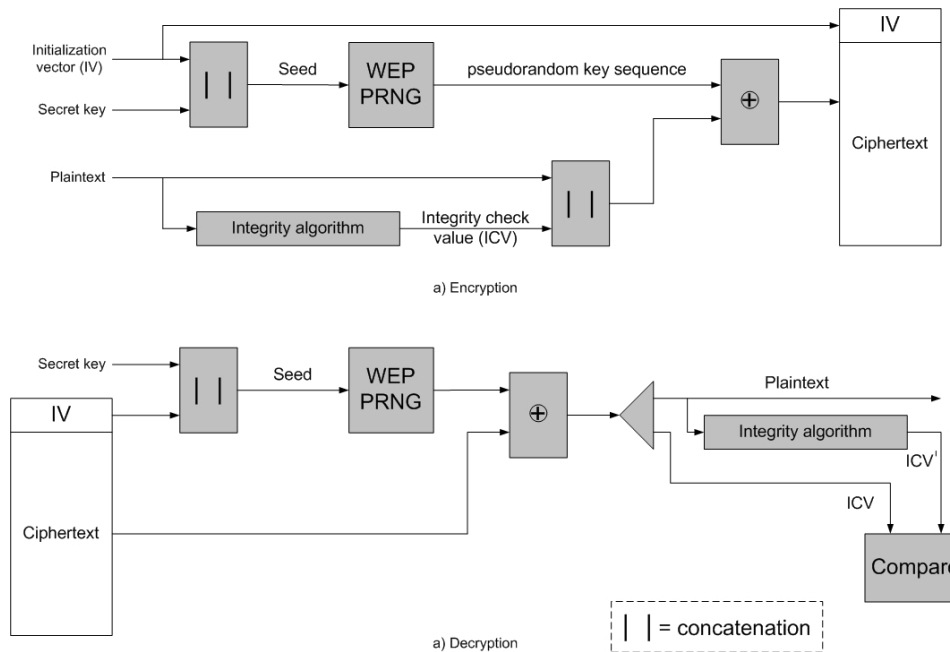 IV
Initialization
vector (IV)
Seed
WEP
PRNG
pseudorandom key sequence
| |
⊕
Secret key
Ciphertext
Plaintext
| |
Integrity algorithm
Integrity check
value (ICV)
a) Encryption
Secret key
| |
Seed
WEP
PRNG
Plaintext
IV
⊕
Integrity algorithm
ICV'
ICV
Ciphertext
Compare
| | = concatenation
a) Decryption